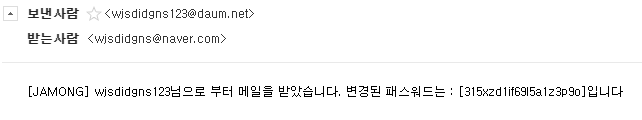 보낸사람 <wjsdidgns123@daum.net>
받는사람 <wjsdidgns@naver.com>
[JAMONG] wjsdidgns123님으로 부터 메일을 받았습니다. 변경된 패스워드는 : [315xzd1if69l5a1z3p9o]입니다